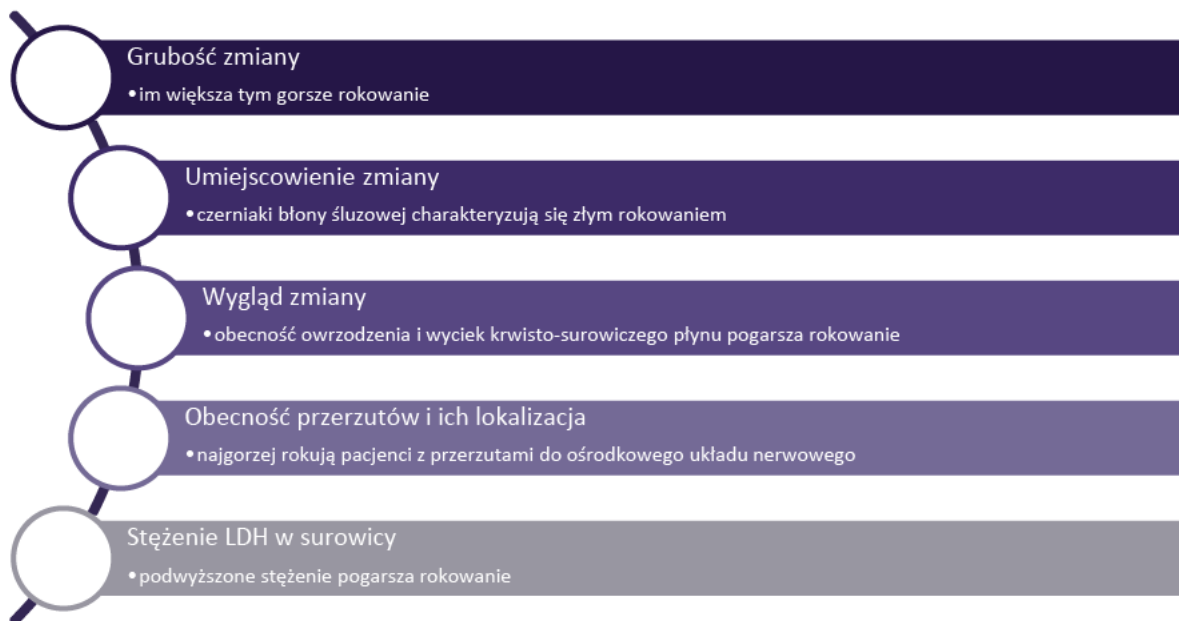 Grubość zmiany
•im większa tym gorsze rokowanie
Umiejscowienie zmiany
•czerniaki błony śluzowej charakteryzują się złym rokowaniem
Wygląd zmiany
•obecność owrzodzenia i wyciek krwisto-surowiczego płynu pogarsza rokowanie
Obecność przerzutów i ich lokalizacja
•najgorzej rokują pacjenci z przerzutami do ośrodkowego układu nerwowego
Stężenie LDH w surowicy
•podwyższone stężenie pogarsza rokowanie